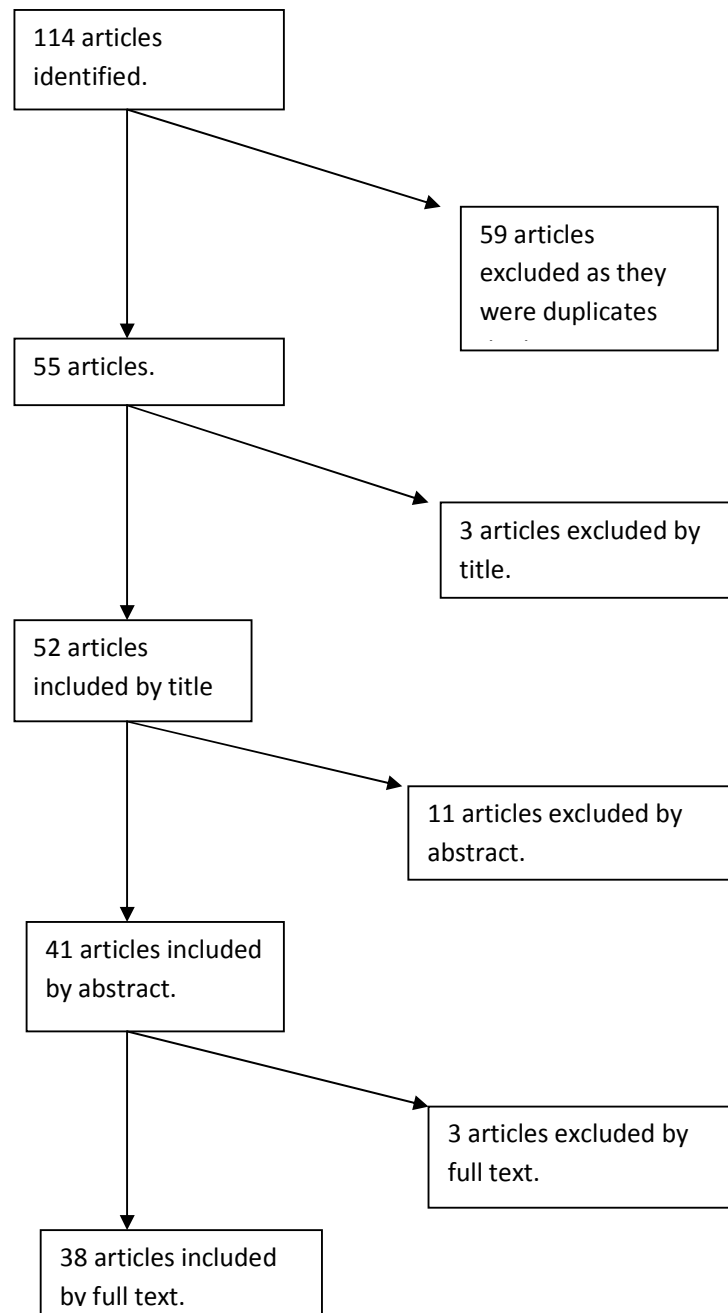 114 articles
identified.
59 articles
excluded as they
were duplicates
55 articles.
3 articles excluded by
title.
52 articles
included by title
11 articles excluded by
abstract.
41 articles included
by abstract.
3 articles excluded by
full text.
38 articles included
by full text.